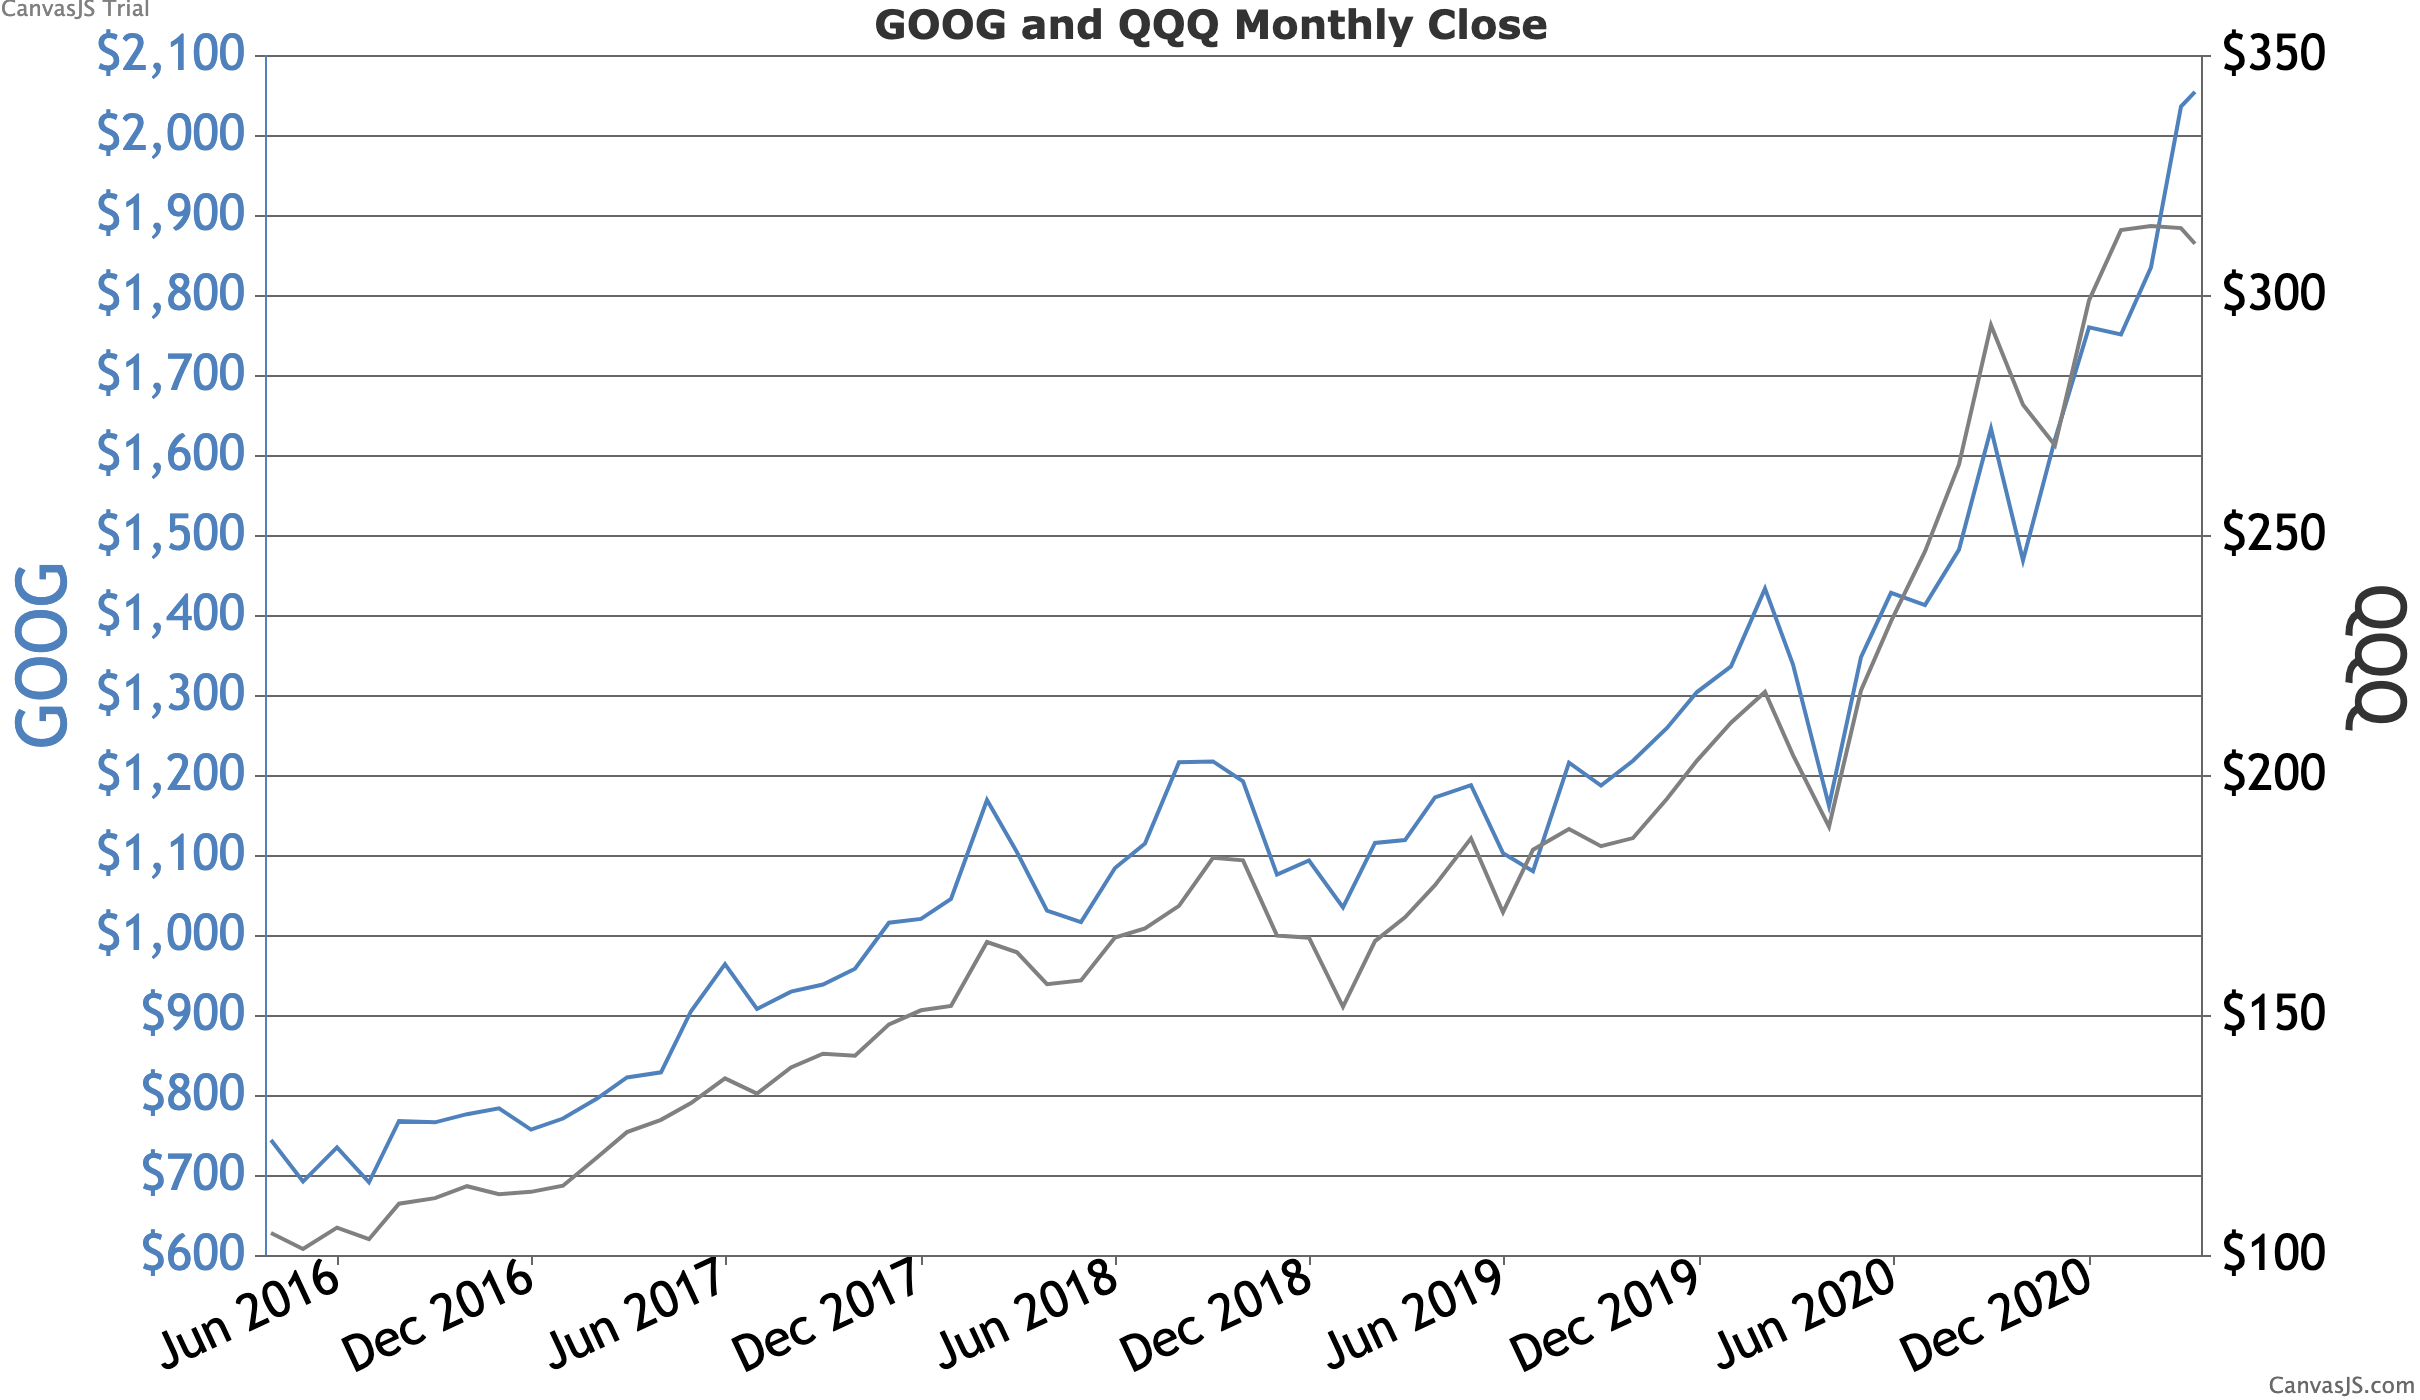 CanvasJS Trial
GOOG and QQQ Monthly Close
$2,100
$2,000
$1,900
$1,800
$1,700
$1,600
$1,500
$1,400
$1,300
$1,200
$1,100
$1,000
$900
$800
$700
$600
GOOG
$350
$300
$250
$200
$150
$100
QQQ
Jun 2016
Dec 2016
Jun 2017
Dec 2017
Jun 2018
Dec 2018
Jun 2019
Dec 2019
Jun 2020
Dec 2020
CanvasJS.com